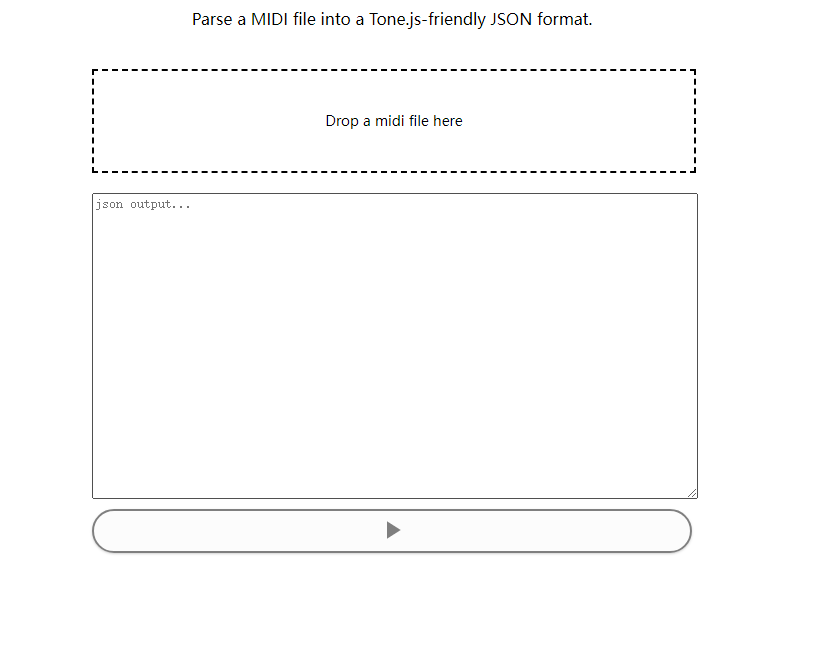 Parse a MIDI file into a Tone.js-friendly JSON format.
Drop a midi file here
json output...